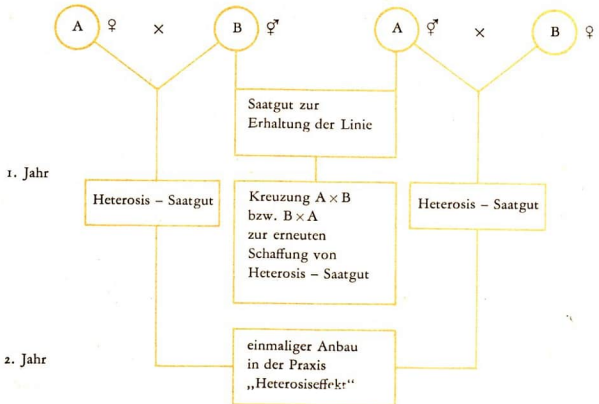 A ♀ × B ⚥ A ⚥ × B ♀
Saatgut zur
Erhaltung der Linie
1. Jahr
Heterosis – Saatgut
Kreuzung A × B
bzw. B × A
zur erneuten
Schaffung von
Heterosis – Saatgut
Heterosis – Saatgut
2. Jahr
einmaliger Anbau
in der Praxis
„Heterosiseffekt“